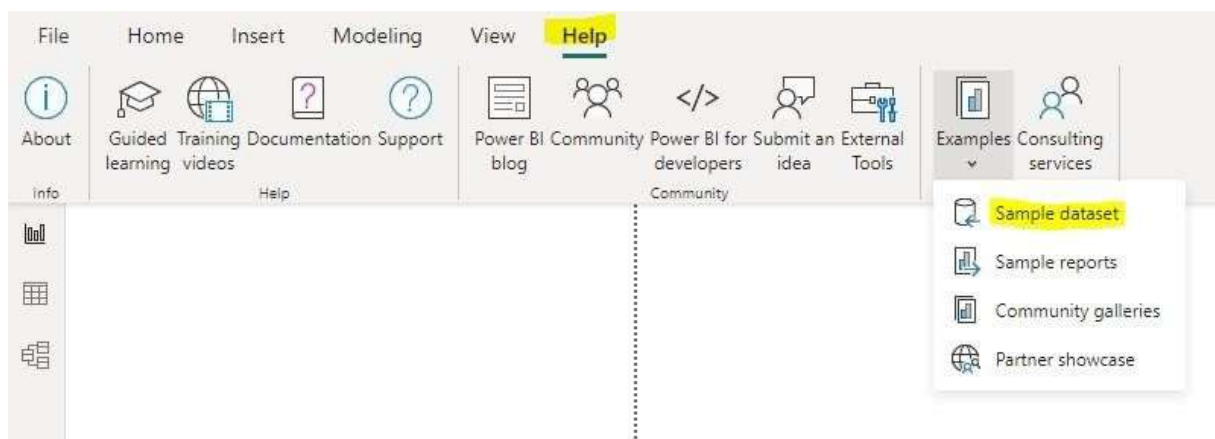 File Home Insert Modeling View Help
About Guided learning Training videos Documentation Support Power BI blog Community Power BI for developers Submit an idea External Tools Examples Consulting services
Info Help Community
Sample dataset
Sample reports
Community galleries
Partner showcase